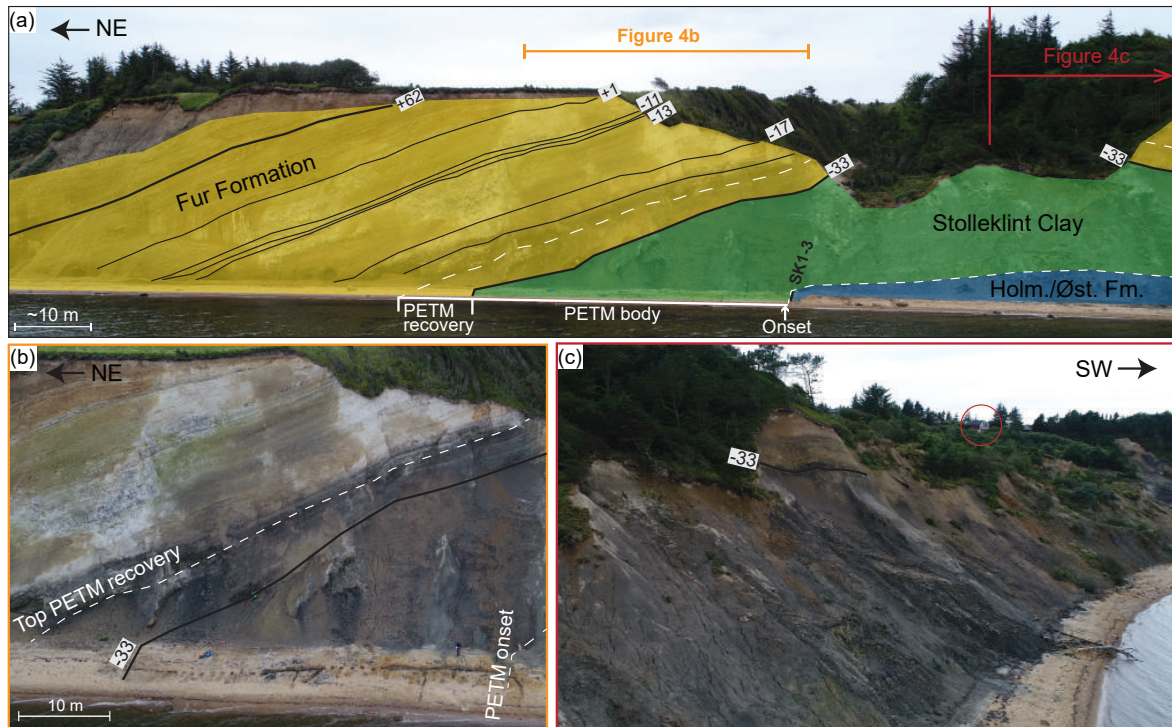 (a)
NE
Figure 4b
Figure 4c
+62
+1
-11
-13
-17
-33
-33
Fur Formation
Stolleklint Clay
SK1-3
Holm./Øst. Fm.
~10 m
PETM
recovery
PETM body
Onset
(b)
NE
Top PETM recovery
-33
PETM onset
10 m
(c)
SW
-33